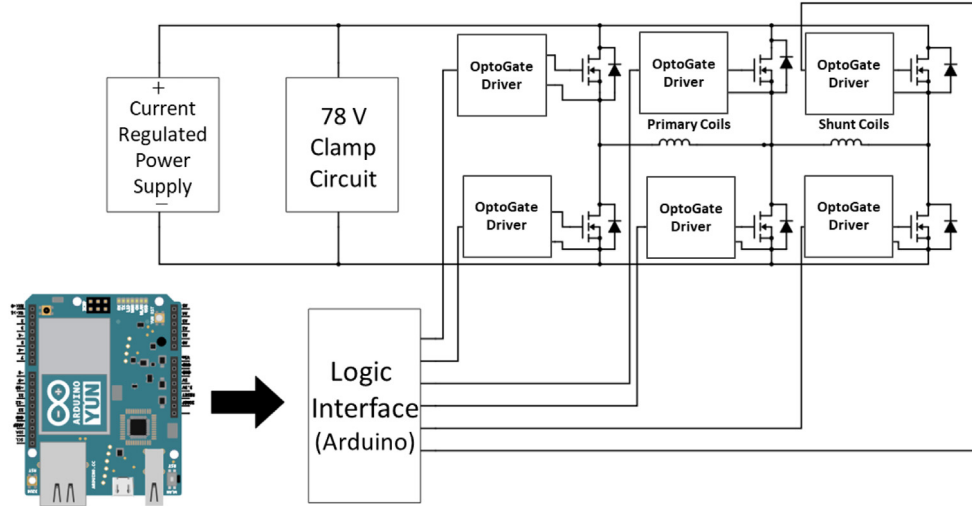 +
Current
Regulated
Power
Supply
—
78 V
Clamp
Circuit
OptoGate
Driver
OptoGate
Driver
OptoGate
Driver
Primary Coils
Shunt Coils
OptoGate
Driver
OptoGate
Driver
OptoGate
Driver
Logic
Interface
(Arduino)
ARDUINO
YUN